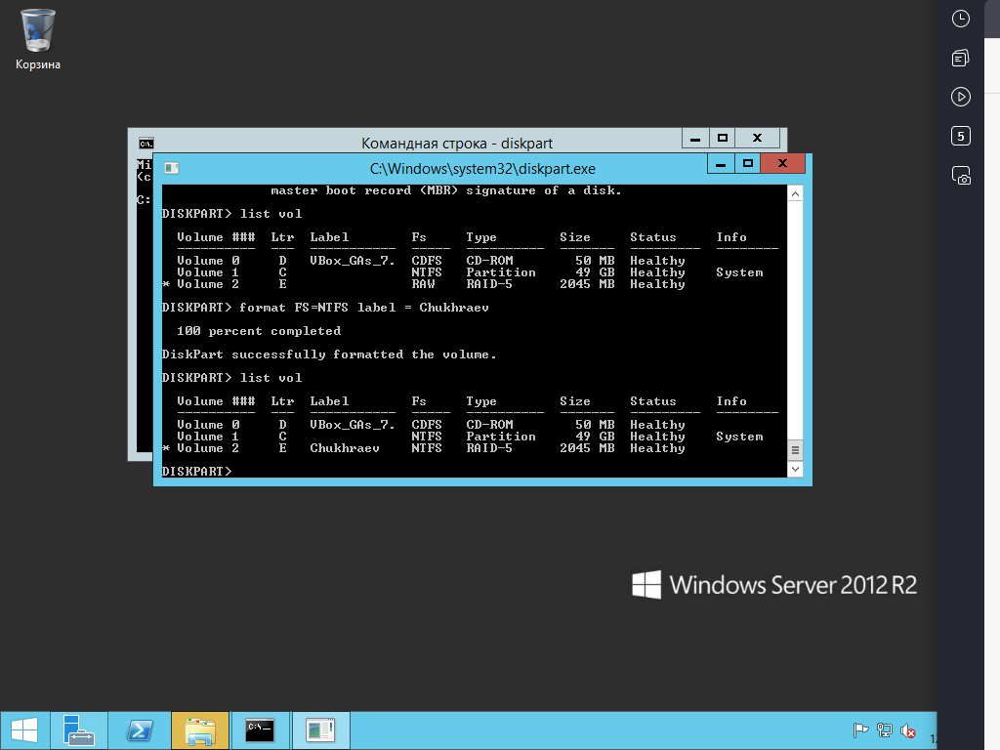 Корзина
5
Командная строка - diskpart
Mi
<c
C:
C:\Windows\system32\diskpart.exe
master boot record <MBR> signature of a disk.
DISKPART> list vol
Volume ### Ltr Label Fs Type Size Status Info
---------- --- ----------- ----- ---------- ------- --------- --------
Volume 0 D VBox_GAs_7. CDFS CD-ROM 50 MB Healthy
Volume 1 C NTFS Partition 49 GB Healthy System
* Volume 2 E RAW RAID-5 2045 MB Healthy
DISKPART> format FS=NTFS label = Chukhraev
100 percent completed
DiskPart successfully formatted the volume.
DISKPART> list vol
Volume ### Ltr Label Fs Type Size Status Info
---------- --- ----------- ----- ---------- ------- --------- --------
Volume 0 D VBox_GAs_7. CDFS CD-ROM 50 MB Healthy
Volume 1 C NTFS Partition 49 GB Healthy System
* Volume 2 E Chukhraev NTFS RAID-5 2045 MB Healthy
DISKPART>
Windows Server 2012 R2